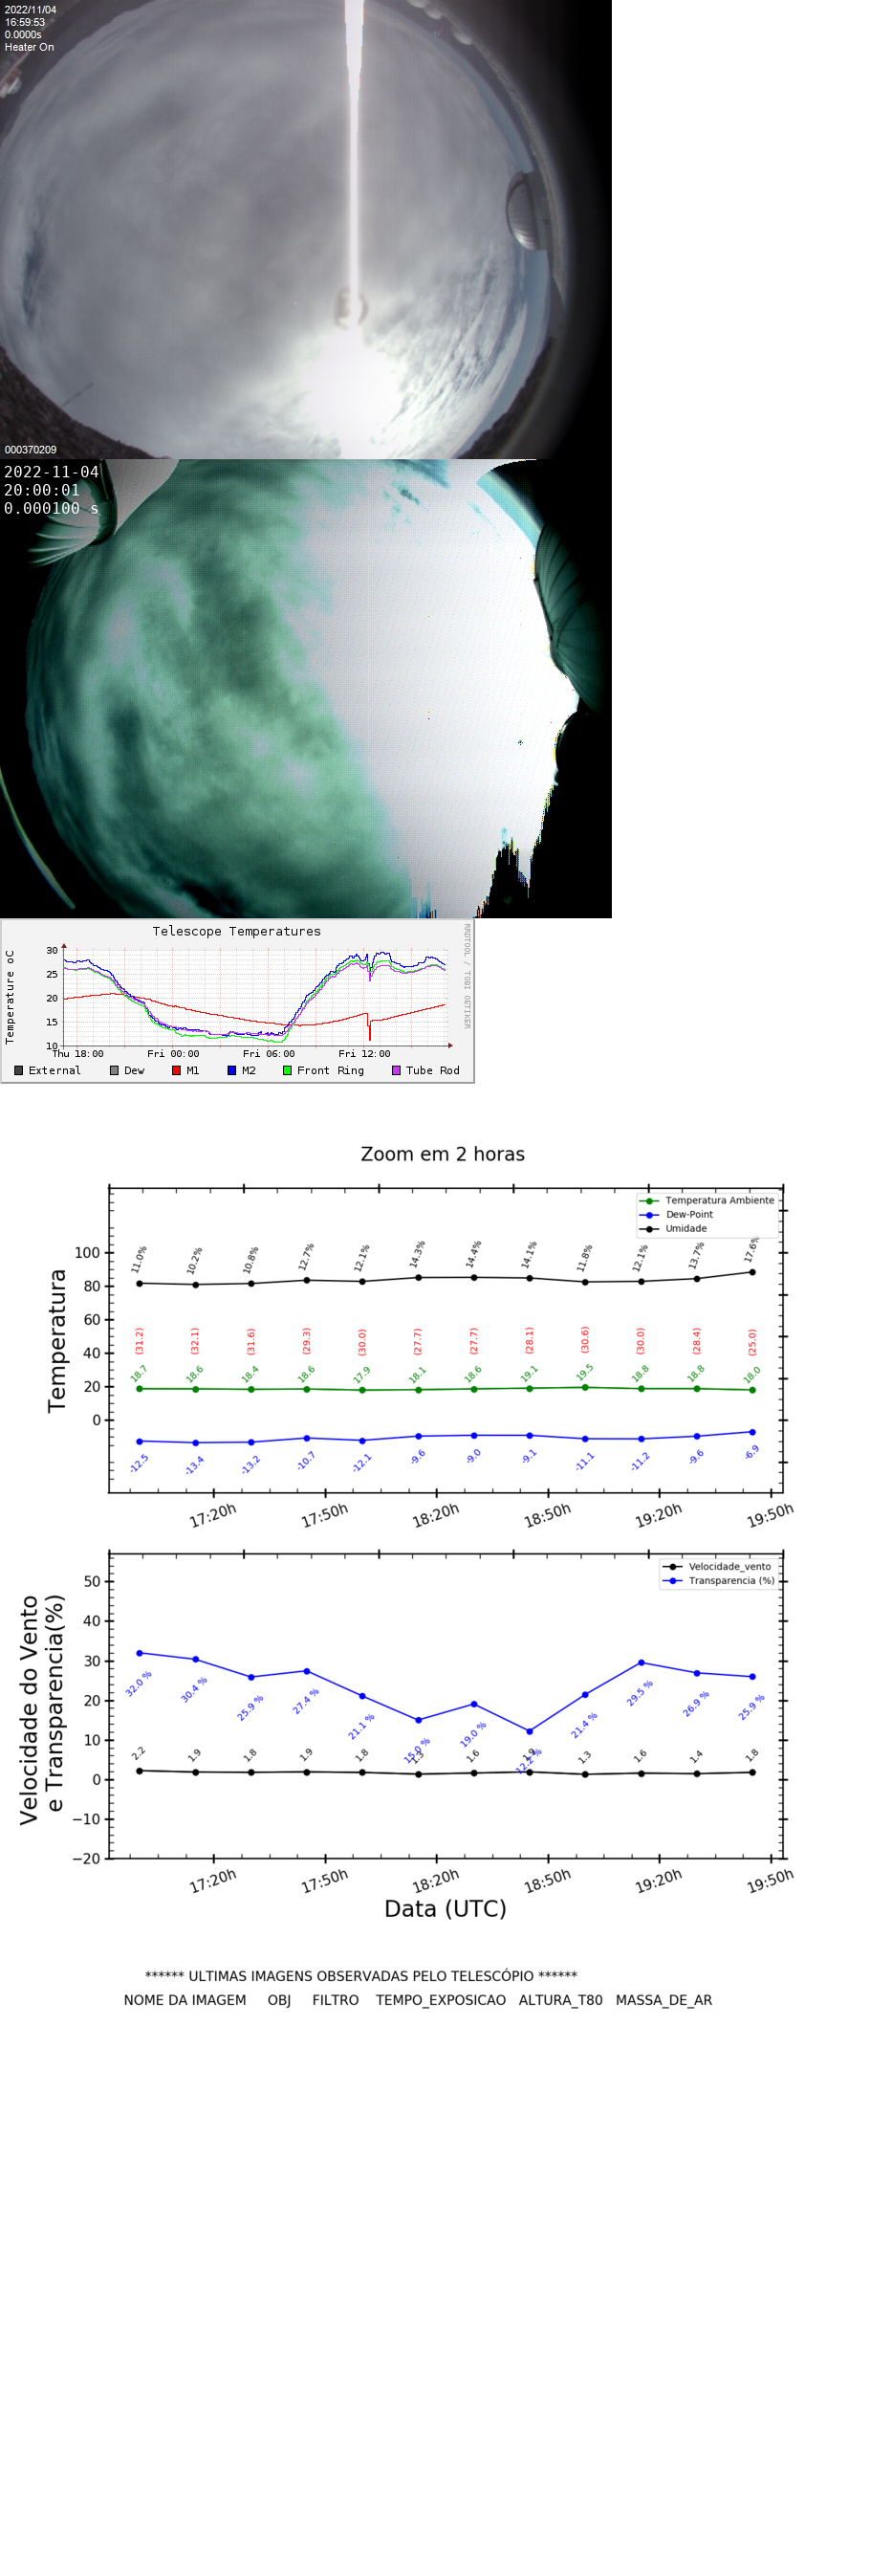 2022/11/04
16:59:53
0.0000s
Heater On
000370209
2022-11-04
20:00:01
0.000100 s
Telescope Temperatures
RRDTOOL / TOBI OETIKER
Temperature oC
30
25
20
15
10
Thu 18:00 Fri 00:00 Fri 06:00 Fri 12:00
External Dew M1 M2 Front Ring Tube Rod
Zoom em 2 horas
Temperatura Ambiente
Dew-Point
Umidade
Temperatura
100
80
60
40
20
0
11.0% 10.2% 10.8% 12.7% 12.1% 14.3% 14.4% 14.1% 11.8% 12.1% 13.7% 17.6%
(31.2) (32.1) (31.6) (29.3) (30.0) (27.7) (27.7) (28.1) (30.6) (30.0) (28.4) (25.0)
18.7 18.6 18.4 18.6 17.9 18.1 18.6 19.1 19.5 18.8 18.8 18.0
-12.5 -13.4 -13.2 -10.7 -12.1 -9.6 -9.0 -9.1 -11.1 -11.2 -9.6 -6.9
17:20h 17:50h 18:20h 18:50h 19:20h 19:50h
Velocidade_vento
Transparencia (%)
Velocidade do Vento
e Transparencia(%)
50
40
30
20
10
0
−10
−20
32.0 % 30.4 % 25.9 % 27.4 % 21.1 % 15.0 % 19.0 % 12.2 % 21.4 % 29.5 % 26.9 % 25.9 %
2.2 1.9 1.8 1.9 1.8 1.3 1.6 1.9 1.3 1.6 1.4 1.8
17:20h 17:50h 18:20h 18:50h 19:20h 19:50h
Data (UTC)
****** ULTIMAS IMAGENS OBSERVADAS PELO TELESCÓPIO ******
NOME DA IMAGEM OBJ FILTRO TEMPO_EXPOSICAO ALTURA_T80 MASSA_DE_AR